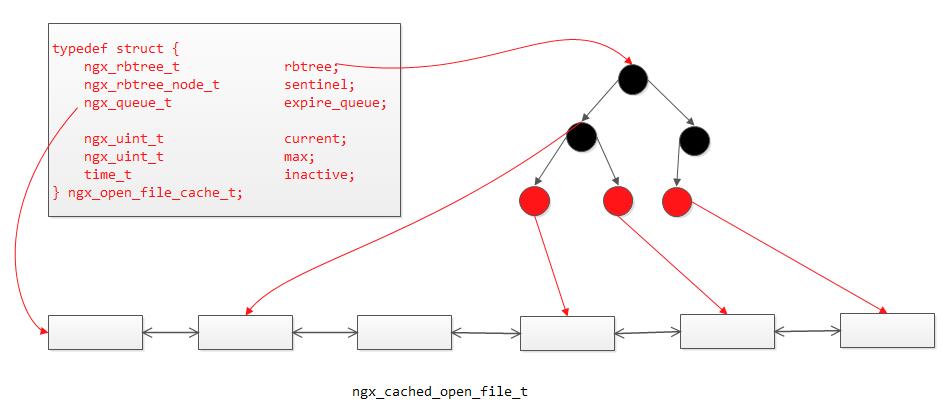 typedef struct {
    ngx_rbtree_t             rbtree;
    ngx_rbtree_node_t        sentinel;
    ngx_queue_t              expire_queue;
    ngx_uint_t               current;
    ngx_uint_t               max;
    time_t                   inactive;
} ngx_open_file_cache_t;
ngx_cached_open_file_t